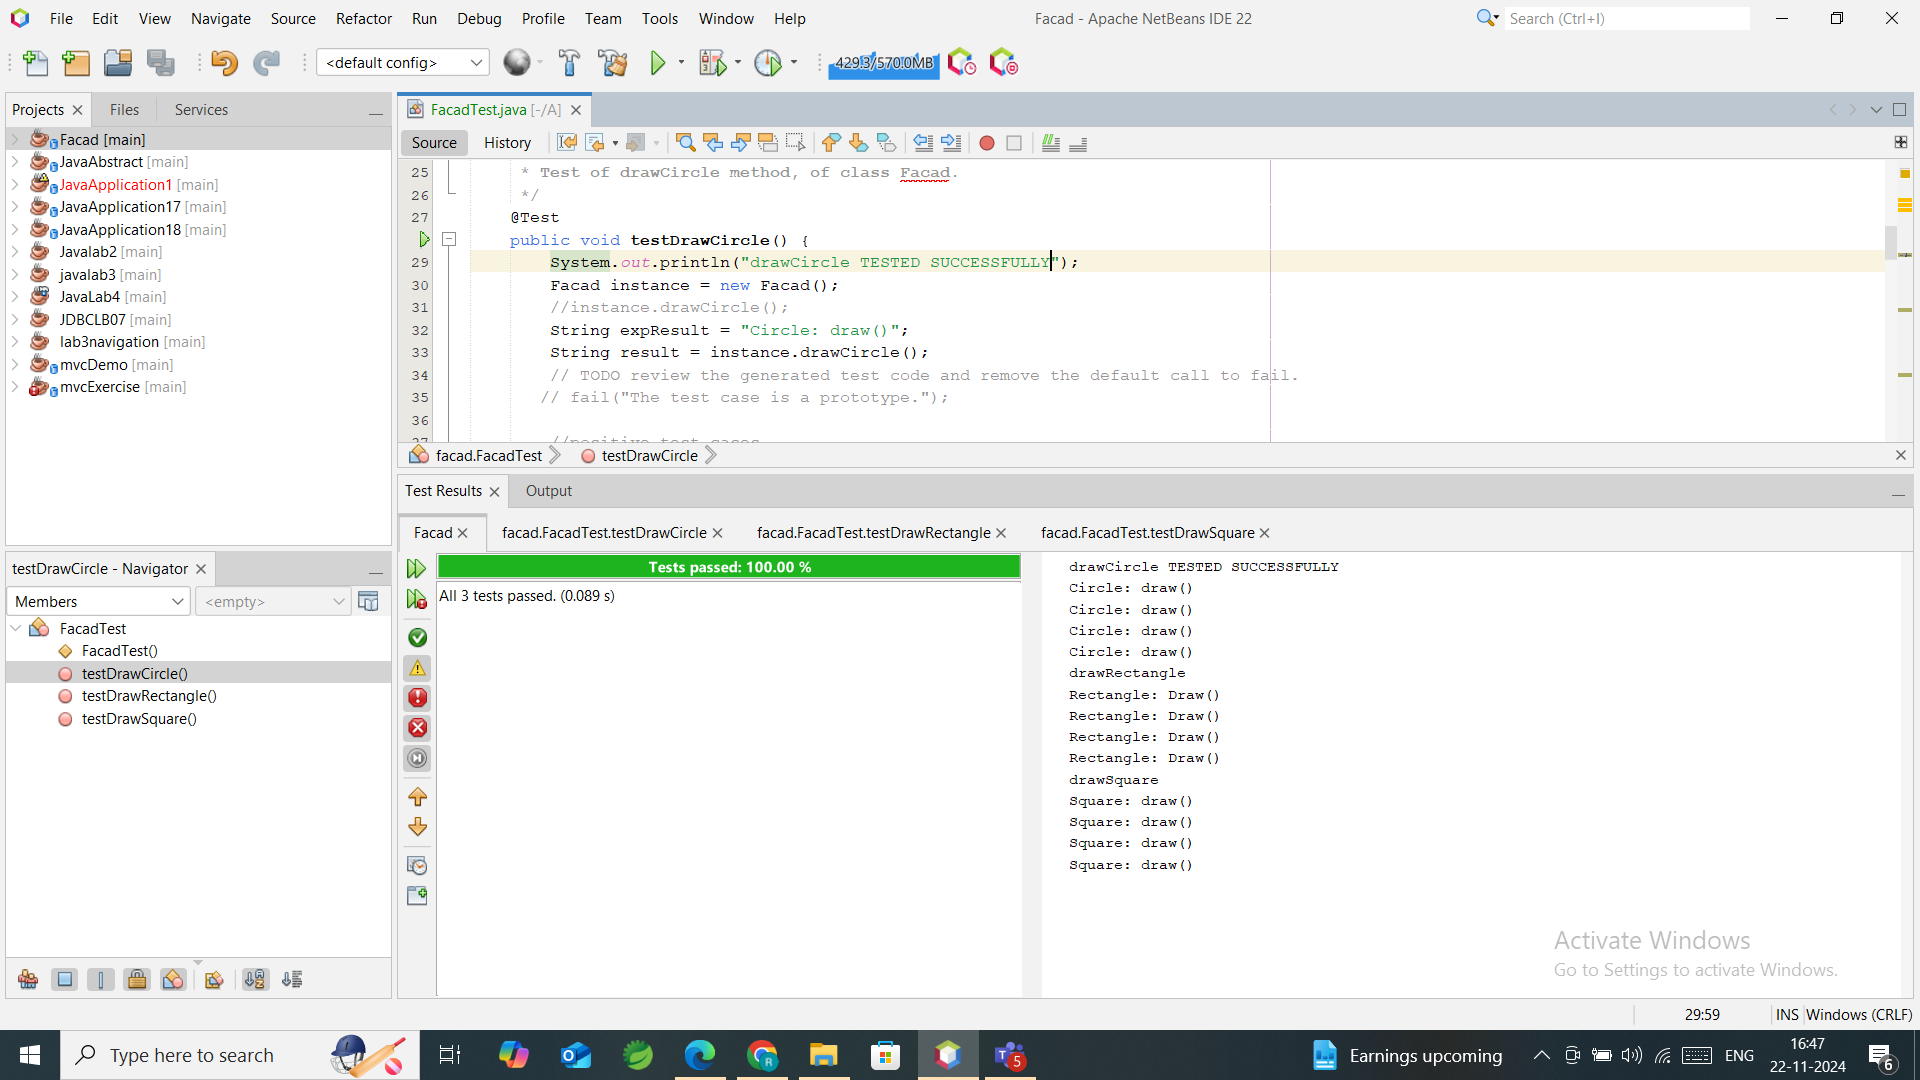 File Edit View Navigate Source Refactor Run Debug Profile Team Tools Window Help
Facad - Apache NetBeans IDE 22
Search (Ctrl+I)
<default config>
429.3/570.0MB
Projects Files Services
Facad [main]
JavaAbstract [main]
JavaApplication1 [main]
JavaApplication17 [main]
JavaApplication18 [main]
Javalab2 [main]
javalab3 [main]
JavaLab4 [main]
JDBCLB07 [main]
lab3navigation [main]
mvcDemo [main]
mvcExercise [main]
FacadTest.java [-/A]
Source History
25 * Test of drawCircle method, of class Facad.
26 */
27 @Test
public void testDrawCircle() {
29 System.out.println("drawCircle TESTED SUCCESSFULLY");
30 Facad instance = new Facad();
31 //instance.drawCircle();
32 String expResult = "Circle: draw()";
33 String result = instance.drawCircle();
34 // TODO review the generated test code and remove the default call to fail.
35 // fail("The test case is a prototype.");
36
37 //positive test cases
facad.FacadTest testDrawCircle
testDrawCircle - Navigator
Members <empty>
FacadTest
FacadTest()
testDrawCircle()
testDrawRectangle()
testDrawSquare()
Test Results Output
Facad facad.FacadTest.testDrawCircle facad.FacadTest.testDrawRectangle facad.FacadTest.testDrawSquare
Tests passed: 100.00 %
All 3 tests passed. (0.089 s)
drawCircle TESTED SUCCESSFULLY
Circle: draw()
Circle: draw()
Circle: draw()
Circle: draw()
drawRectangle
Rectangle: Draw()
Rectangle: Draw()
Rectangle: Draw()
Rectangle: Draw()
drawSquare
Square: draw()
Square: draw()
Square: draw()
Square: draw()
Activate Windows
Go to Settings to activate Windows.
29:59 INS Windows (CRLF)
Type here to search
5
Earnings upcoming
ENG
16:47
22-11-2024
6